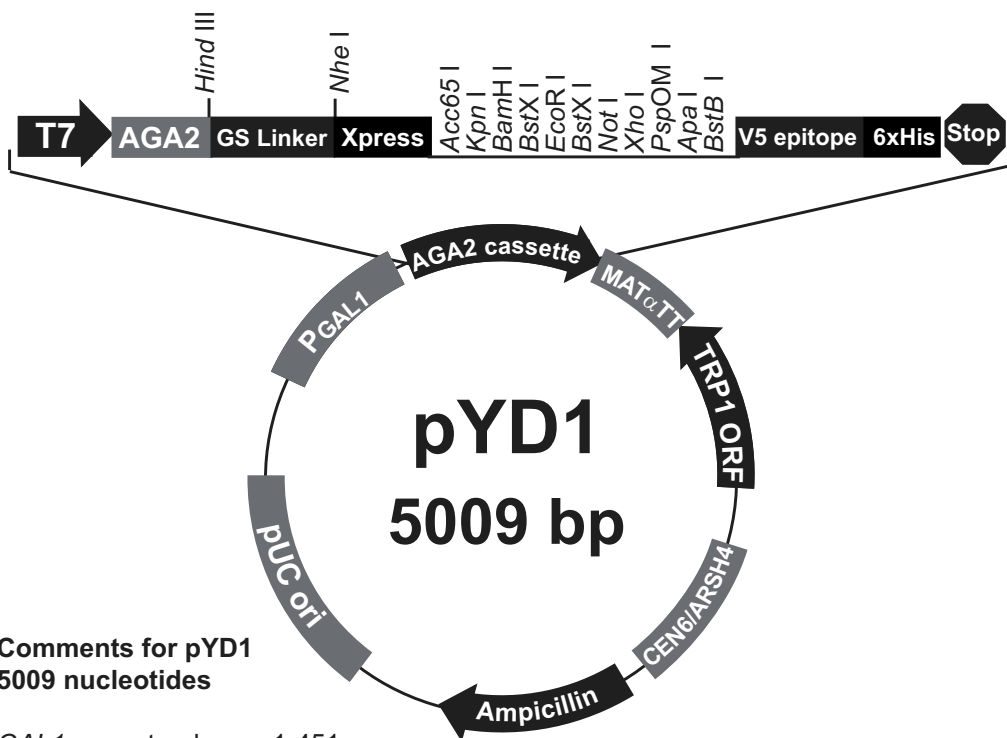 Hind III
Nhe I
Acc65 I
Kpn I
BamH I
BstX I
EcoR I
BstX I
Not I
Xho I
PspOM I
Apa I
BstB I
T7
AGA2
GS Linker
Xpress
V5 epitope
6xHis
Stop
AGA2 cassette
MATαTT
PGAL1
TRP1 ORF
pYD1
5009 bp
pUC ori
CEN6/ARSH4
Ampicillin
Comments for pYD1
5009 nucleotides